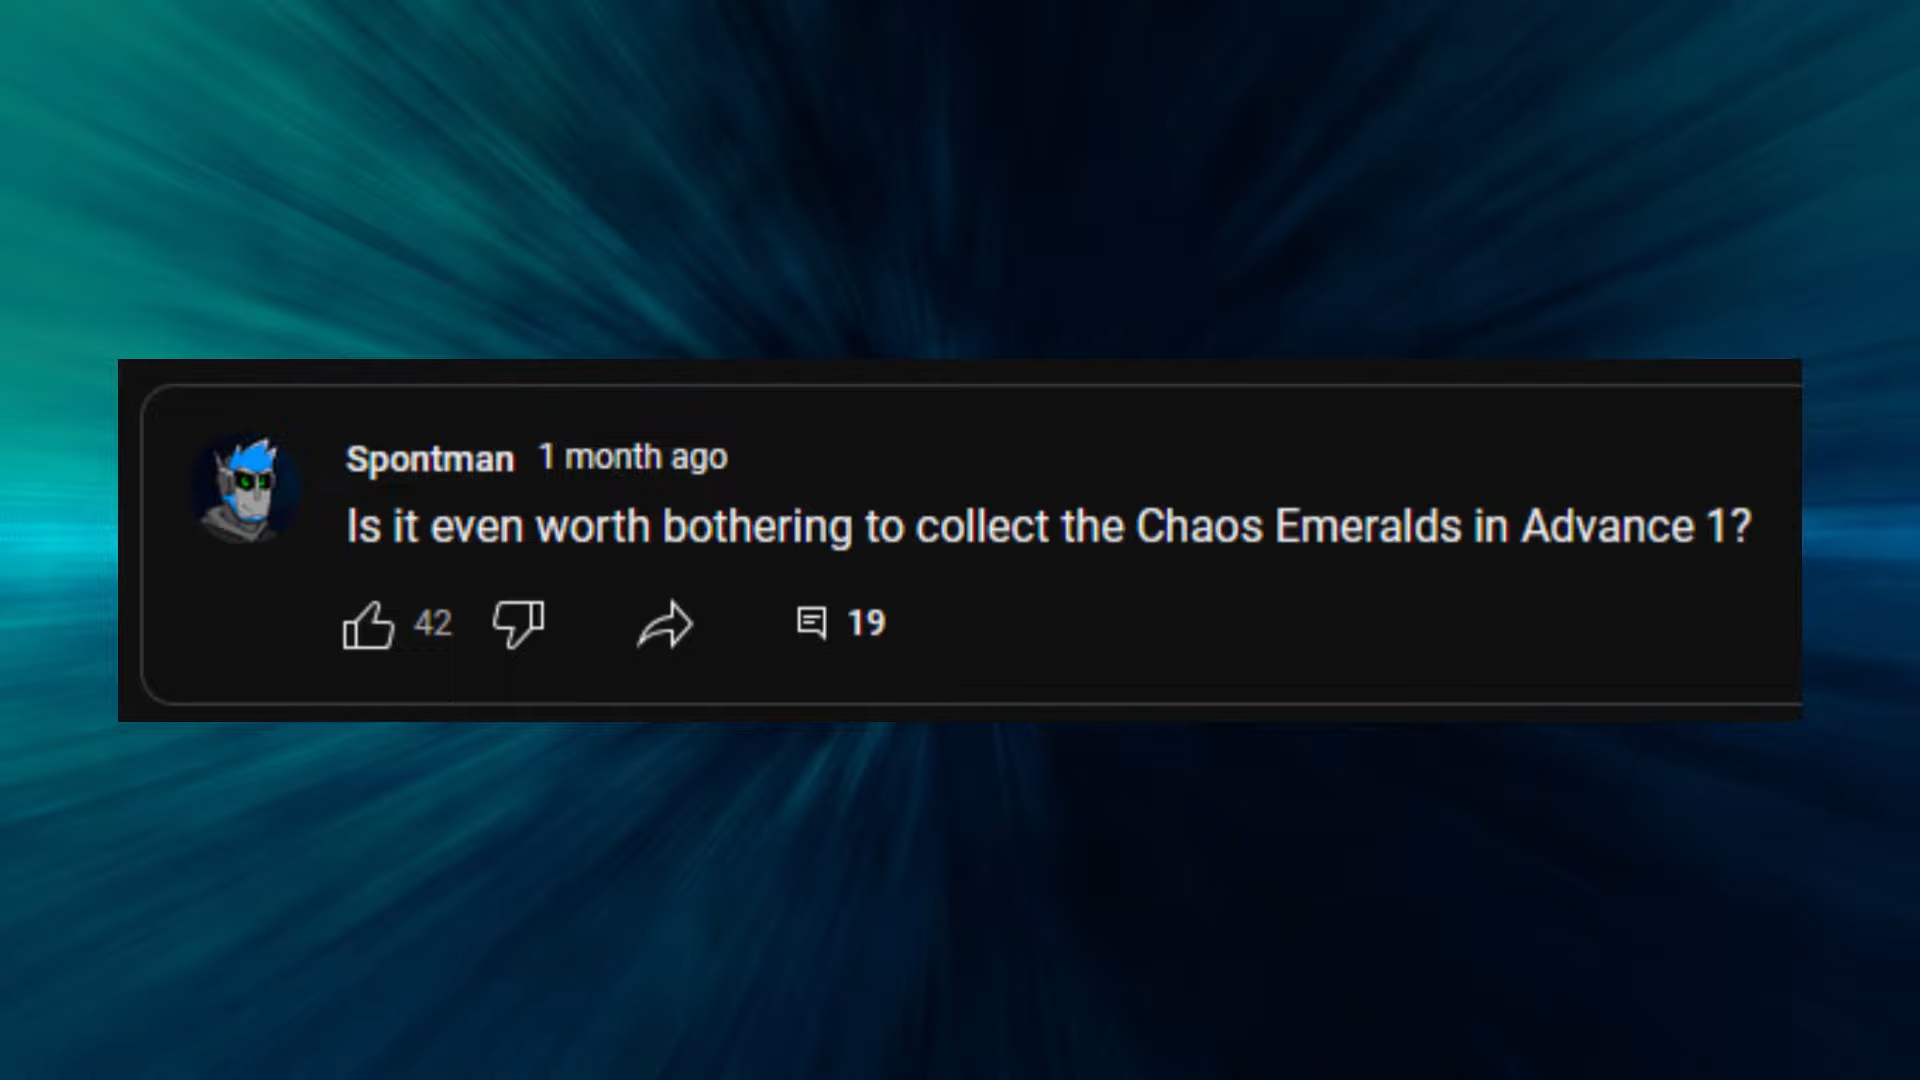 Spontman 1 month ago
Is it even worth bothering to collect the Chaos Emeralds in Advance 1?
42 19